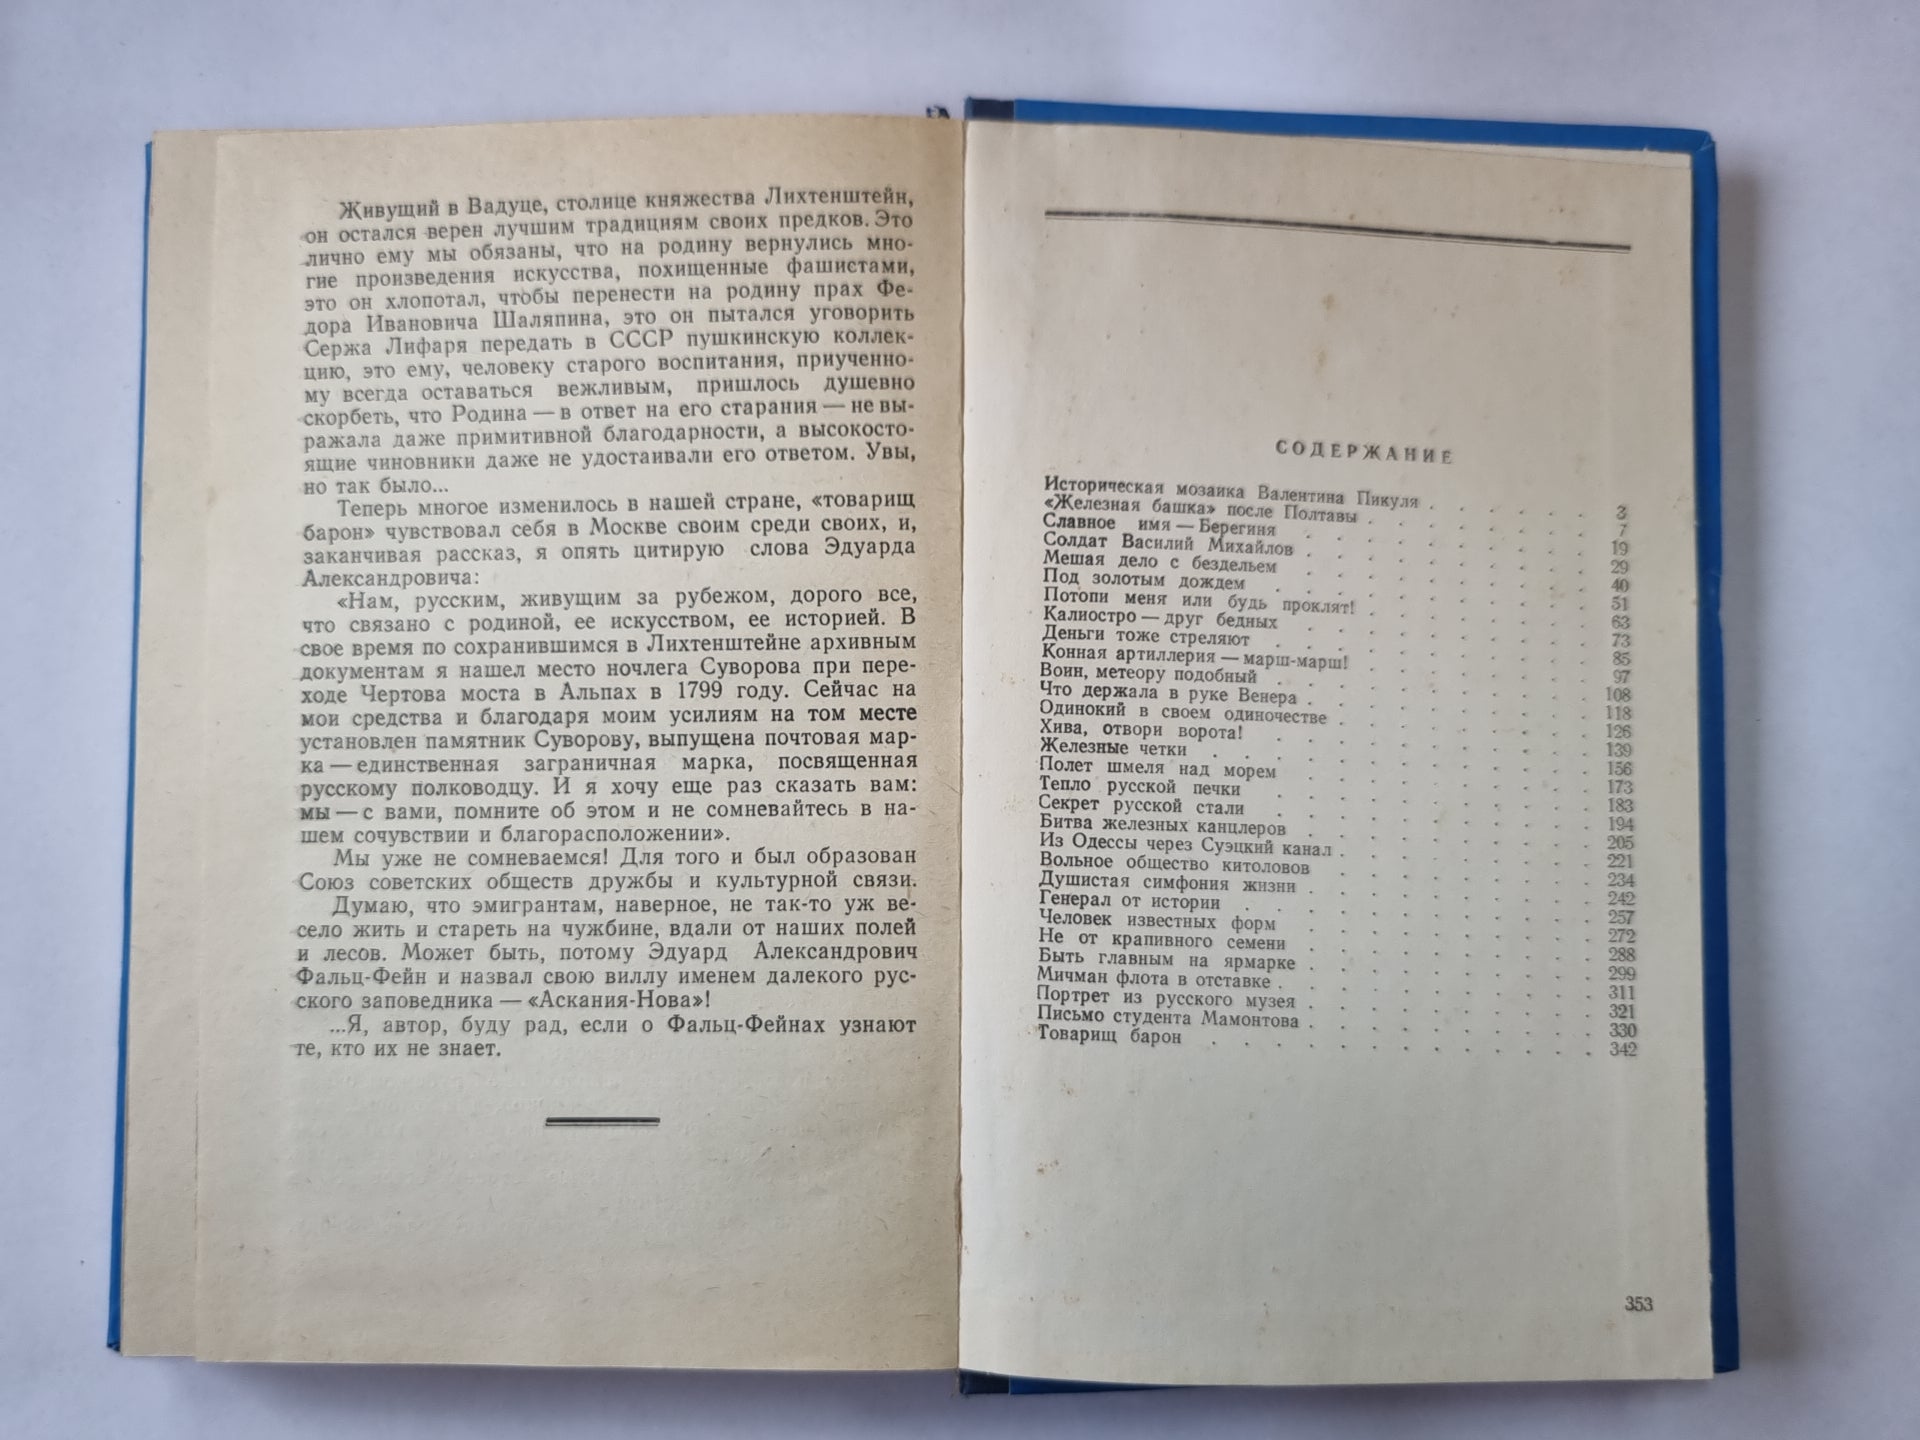 Живущий в Вадуце, столице княжества Лихтенштейн,
он остался верен лучшим традициям своих предков. Это
лично ему мы обязаны, что на родину вернулись мно-
гие произведения искусства, похищенные фашистами,
это он хлопотал, чтобы перенести на родину прах Фе-
дора Ивановича Шаляпина, это он пытался уговорить
Сержа Лифаря передать в СССР пушкинскую коллек-
цию, это ему, человеку старого воспитания, приученно-
му всегда оставаться вежливым, пришлось душевно
скорбеть, что Родина — в ответ на его старания — не вы-
ражала даже примитивной благодарности, а высокосто-
ящие чиновники даже не удостаивали его ответом. Увы,
но так было...
Теперь многое изменилось в нашей стране, «товарищ
барон» чувствовал себя в Москве своим среди своих, и,
заканчивая рассказ, я опять цитирую слова Эдуарда
Александровича:
«Нам, русским, живущим за рубежом, дорого все,
что связано с родиной, ее искусством, ее историей. В
свое время по сохранившимся в Лихтенштейне архивным
документам я нашел место ночлега Суворова при пере-
ходе Чертова моста в Альпах в 1799 году. Сейчас на
мои средства и благодаря моим усилиям на том месте
установлен памятник Суворову, выпущена почтовая мар-
ка — единственная заграничная марка, посвященная
русскому полководцу. И я хочу еще раз сказать вам:
мы — с вами, помните об этом и не сомневайтесь в на-
шем сочувствии и благорасположении».
Мы уже не сомневаемся! Для того и был образован
Союз советских обществ дружбы и культурной связи.
Думаю, что эмигрантам, наверное, не так-то уж ве-
село жить и стареть на чужбине, вдали от наших полей
и лесов. Может быть, потому Эдуард Александрович
Фальц-Фейн и назвал свою виллу именем далекого рус-
ского заповедника — «Аскания-Нова»!
...Я, автор, буду рад, если о Фальц-Фейнах узнают
те, кто их не знает.
СОДЕРЖАНИЕ
Историческая мозаика Валентина Пикуля . . . . . . 3
«Железная башка» после Полтавы . . . . . . . 7
Славное имя — Берегиня . . . . . . . . . 19
Солдат Василий Михайлов . . . . . . . . . 29
Мешая дело с бездельем . . . . . . . . . 40
Под золотым дождем . . . . . . . . . . 51
Потопи меня или будь проклят! . . . . . . . 63
Калиостро — друг бедных . . . . . . . . . 73
Деньги тоже стреляют . . . . . . . . . . 85
Конная артиллерия — марш-марш! . . . . . . . 97
Воин, метеору подобный . . . . . . . . . 108
Что держала в руке Венера . . . . . . . . . 118
Одинокий в своем одиночестве . . . . . . . . 126
Хива, отвори ворота! . . . . . . . . . . 139
Железные четки . . . . . . . . . . . . 156
Полет шмеля над морем . . . . . . . . . 173
Тепло русской печки . . . . . . . . . . 183
Секрет русской стали . . . . . . . . . . 194
Битва железных канцлеров . . . . . . . . . 205
Из Одессы через Суэцкий канал . . . . . . . . 221
Вольное общество китоловов . . . . . . . . 234
Душистая симфония жизни . . . . . . . . . 242
Генерал от истории . . . . . . . . . . . 257
Человек известных форм . . . . . . . . . 272
Не от крапивного семени . . . . . . . . . 288
Быть главным на ярмарке . . . . . . . . . 299
Мичман флота в отставке . . . . . . . . . 311
Портрет из русского музея . . . . . . . . . 321
Письмо студента Мамонтова . . . . . . . . . 330
Товарищ барон . . . . . . . . . . . . 342
353